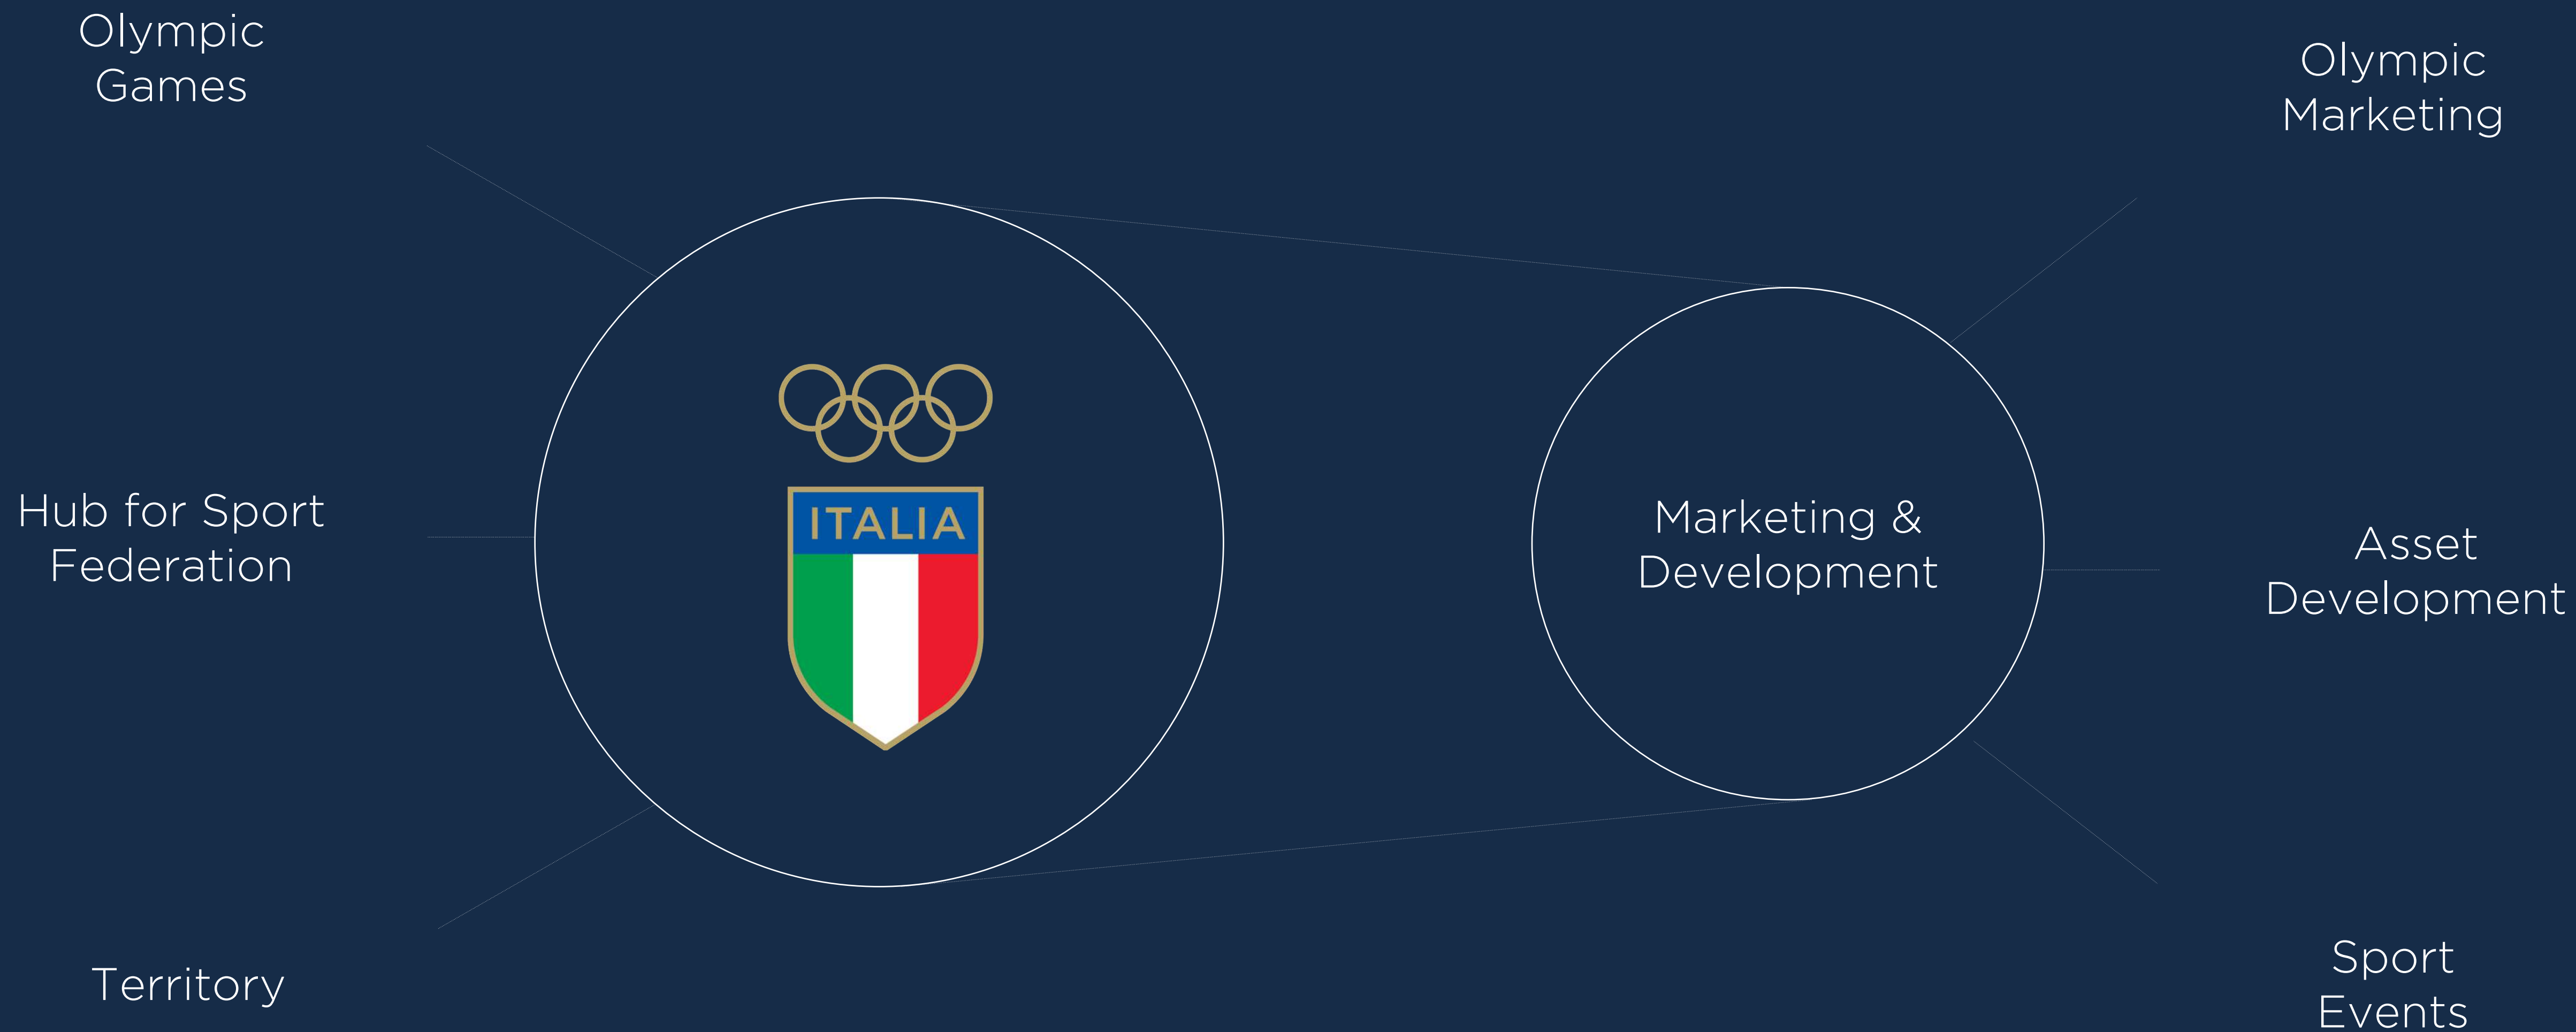 Olympic
Games
Hub for Sport
Federation
Territory
ITALIA
Marketing &
Development
Olympic
Marketing
Asset
Development
Sport
Events